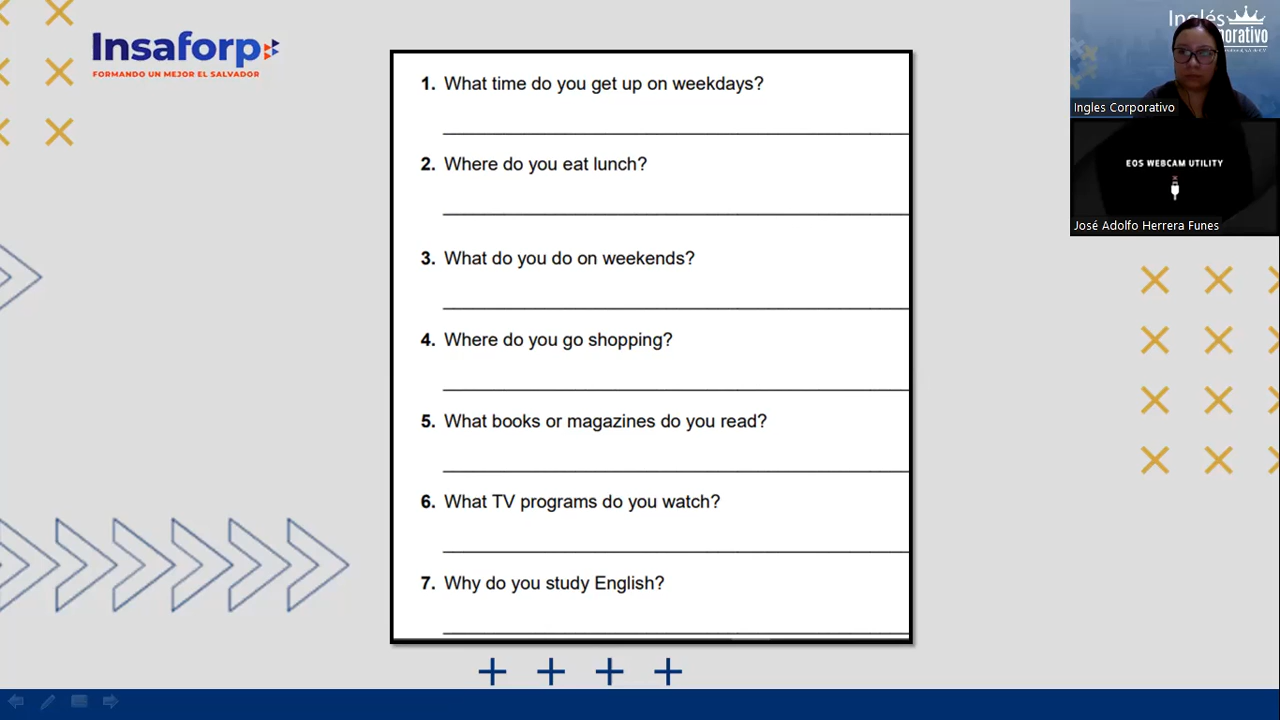 Insaforp
FORMANDO UN MEJOR EL SALVADOR
1. What time do you get up on weekdays?
2. Where do you eat lunch?
3. What do you do on weekends?
4. Where do you go shopping?
5. What books or magazines do you read?
6. What TV programs do you watch?
7. Why do you study English?
Inglés
Ingles Corporativo
EOS WEBCAM UTILITY
José Adolfo Herrera Funes